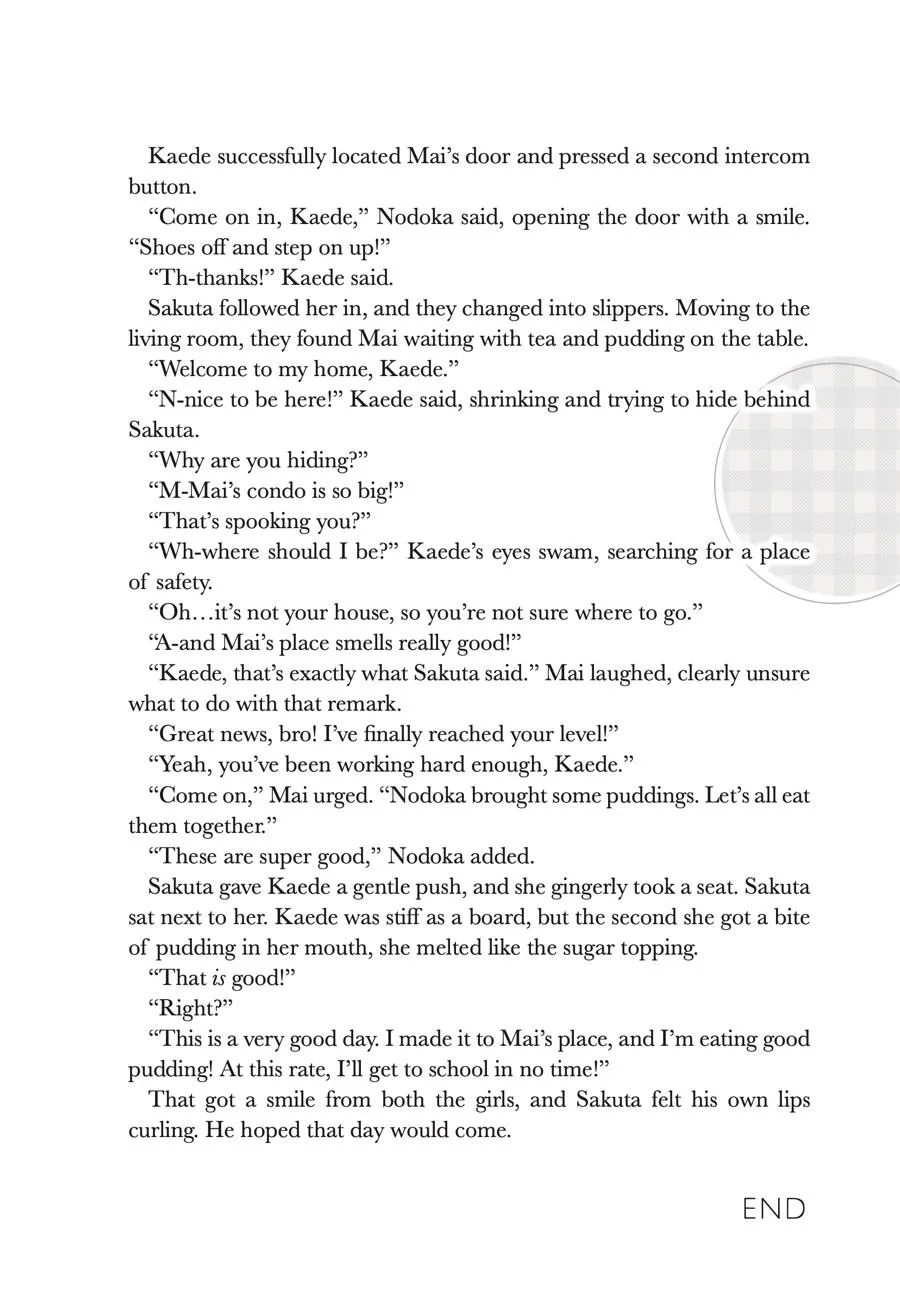 Kaede successfully located Mai’s door and pressed a second intercom
button.
“Come on in, Kaede,” Nodoka said, opening the door with a smile.
“Shoes off and step on up!”
“Th-thanks!” Kaede said.
Sakuta followed her in, and they changed into slippers. Moving to the
living room, they found Mai waiting with tea and pudding on the table.
“Welcome to my home, Kaede.”
“N-nice to be here!” Kaede said, shrinking and trying to hide behind
Sakuta.
“Why are you hiding?”
“M-Mai’s condo is so big!”
“That’s spooking you?”
“Wh-where should I be?” Kaede’s eyes swam, searching for a place
of safety.
“Oh…it’s not your house, so you’re not sure where to go.”
“A-and Mai’s place smells really good!”
“Kaede, that’s exactly what Sakuta said.” Mai laughed, clearly unsure
what to do with that remark.
“Great news, bro! I’ve finally reached your level!”
“Yeah, you’ve been working hard enough, Kaede.”
“Come on,” Mai urged. “Nodoka brought some puddings. Let’s all eat
them together.”
“These are super good,” Nodoka added.
Sakuta gave Kaede a gentle push, and she gingerly took a seat. Sakuta
sat next to her. Kaede was stiff as a board, but the second she got a bite
of pudding in her mouth, she melted like the sugar topping.
“That is good!”
“Right?”
“This is a very good day. I made it to Mai’s place, and I’m eating good
pudding! At this rate, I’ll get to school in no time!”
That got a smile from both the girls, and Sakuta felt his own lips
curling. He hoped that day would come.
END